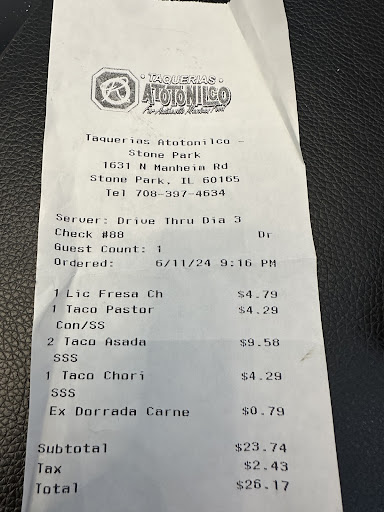 TAQUERIAS
ATOTONILCO
Taquerias Atotonilco -
Stone Park
1631 N Manheim Rd
Stone Park, IL 60165
Tel 708-397-4634
Server: Drive Thru Dia 3
Check #88 Dr
Guest Count: 1
Ordered: 6/11/24 9:16 PM
1 Lic Fresa Ch $4.79
1 Taco Pastor $4.29
Con/SS
2 Taco Asada $9.58
SSS
1 Taco Chori $4.29
SSS
Ex Dorrada Carne $0.79
Subtotal $23.74
Tax $2.43
Total $26.17